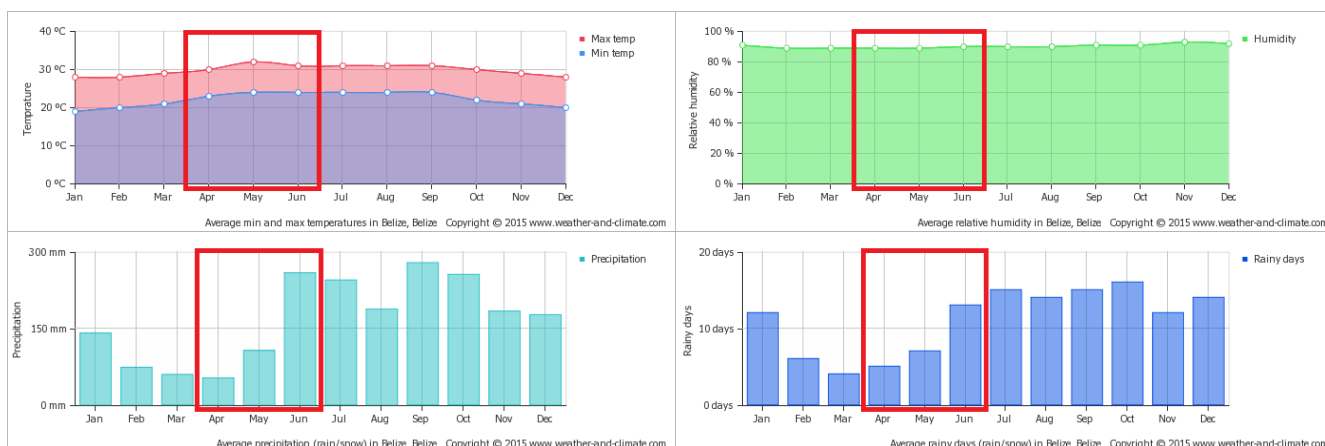 40 ºC
30 ºC
20 ºC
10 ºC
0 ºC
Temprature
Jan Feb Mar Apr May Jun Jul Aug Sep Oct Nov Dec
Max temp
Min temp
Average min and max temperatures in Belize, Belize Copyright © 2015 www.weather-and-climate.com
100 %
80 %
60 %
40 %
20 %
0 %
Relative humidity
Jan Feb Mar Apr May Jun Jul Aug Sep Oct Nov Dec
Humidity
Average relative humidity in Belize, Belize Copyright © 2015 www.weather-and-climate.com
300 mm
150 mm
0 mm
Precipitation
Jan Feb Mar Apr May Jun Jul Aug Sep Oct Nov Dec
Precipitation
Average precipitation (rain/snow) in Belize, Belize Copyright © 2015 www.weather-and-climate.com
20 days
10 days
0 days
Rainy days
Jan Feb Mar Apr May Jun Jul Aug Sep Oct Nov Dec
Rainy days
Average rainy days (rain/snow) in Belize, Belize Copyright © 2015 www.weather-and-climate.com